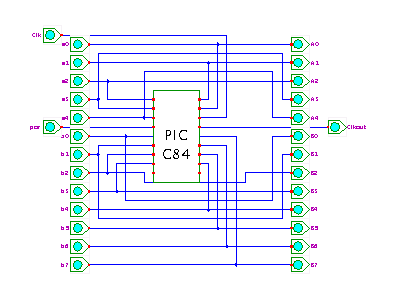 Clk
a0 A0
a1 A1
a2 A2
a3 A3
a4 A4
por Clkout
PIC
C84
b0 B0
b1 B1
b2 B2
b3 B3
b4 B4
b5 B5
b6 B6
b7 B7